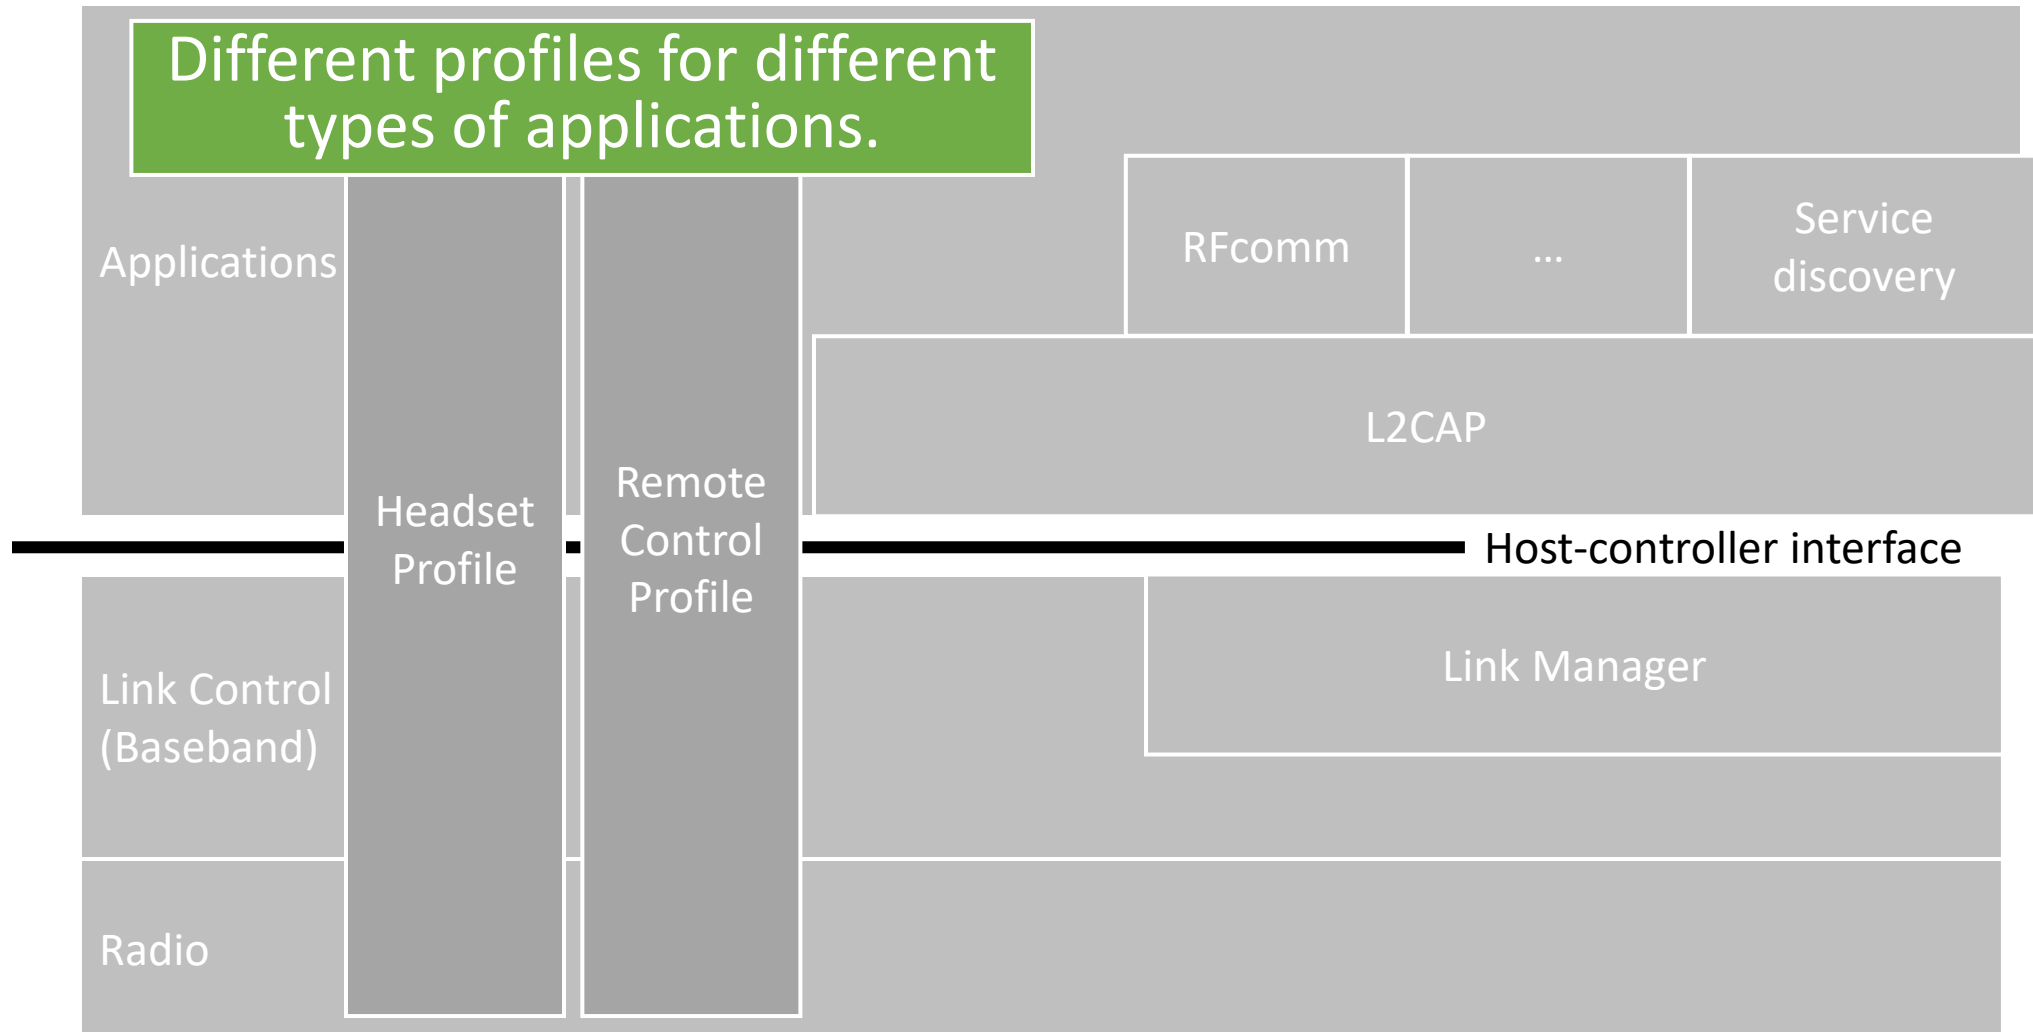 Different profiles for different
types of applications.
Applications
RFcomm
...
Service
discovery
L2CAP
Headset
Profile
Remote
Control
Profile
Host-controller interface
Link Control
(Baseband)
Link Manager
Radio